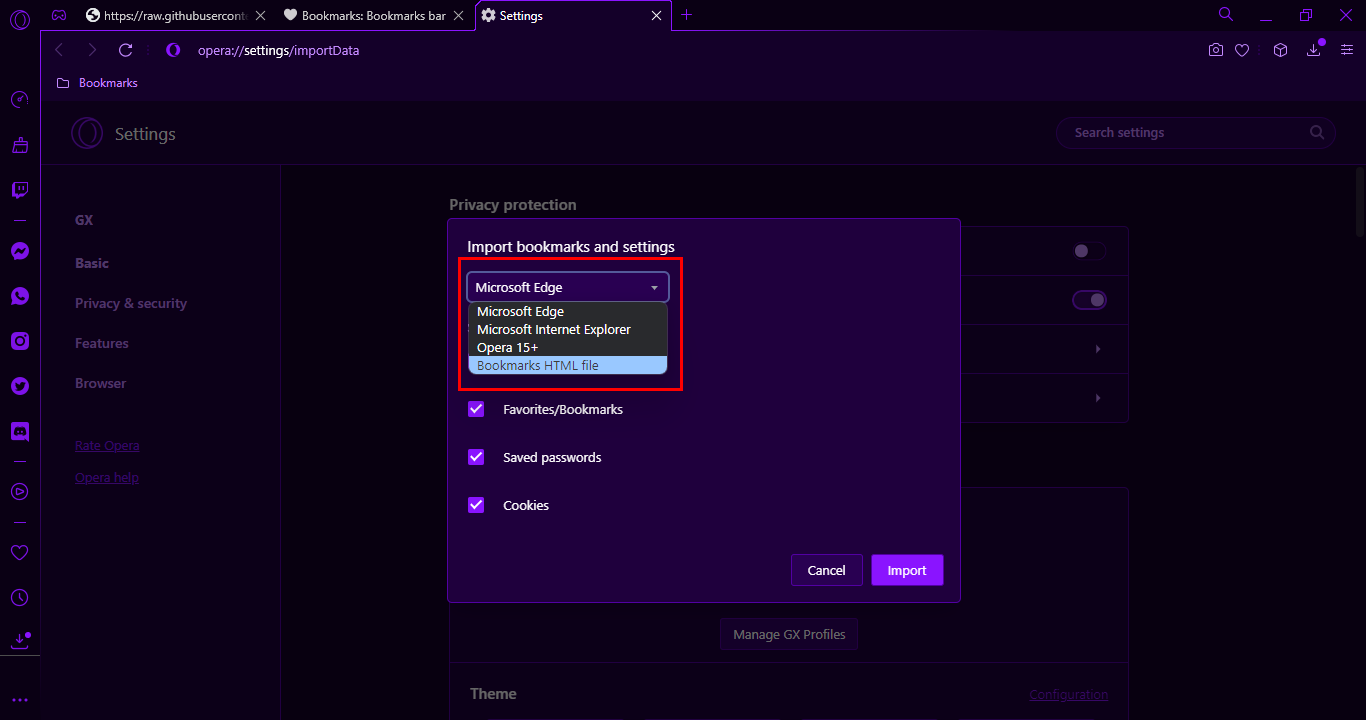 https://raw.githubuserconte
Bookmarks: Bookmarks bar
Settings
opera://settings/importData
Bookmarks
Settings
Search settings
GX
Basic
Privacy & security
Features
Browser
Rate Opera
Opera help
Privacy protection
Import bookmarks and settings
Microsoft Edge
Microsoft Edge
Microsoft Internet Explorer
Opera 15+
Bookmarks HTML file
Favorites/Bookmarks
Saved passwords
Cookies
Cancel
Import
Manage GX Profiles
Theme
Configuration